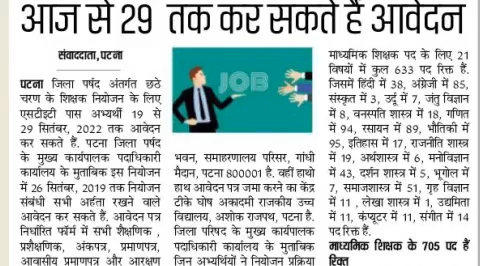 आज से 29 तक कर सकते हैं आवेदन
संवाददाता, पटना
पटना जिला पर्षद अंतर्गत छठे
चरण के शिक्षक नियोजन के लिए
एसटीइटी पास अभ्यर्थी 19 से
29 सितंबर, 2022 तक आवेदन
कर सकते हैं. पटना जिला पर्षद
के मुख्य कार्यपालक पदाधिकारी
कार्यालय के मुताबिक इस नियोजन
में 26 सितंबर, 2019 तक नियोजन
संबंधी सभी अर्हता रखने वाले
आवेदन कर सकते हैं. आवेदन पत्र
निर्धारित फॉर्म में सभी शैक्षणिक ,
प्रशैक्षणिक, अंकपत्र, प्रमाणपत्र,
आवासीय प्रमाणपत्र और आरक्षण
JOB
भवन, समाहरणालय परिसर, गांधी
मैदान, पटना 800001 है. वहीं हाथो
हाथ आवेदन पत्र जमा करने का केंद्र
टीके घोष अकादमी राजकीय उच्च
विद्यालय, अशोक राजपथ, पटना है.
जिला परिषद के मुख्य कार्यपालक
पदाधिकारी कार्यालय के मुताबिक
जिन अभ्यर्थियों ने नियोजन प्रक्रिया
माध्यमिक शिक्षक पद के लिए 21
विषयों में कुल 633 पद रिक्त हैं.
जिसमें हिंदी में 38, अंग्रेजी में 85,
संस्कृत में 3, उर्दू में 7, जंतु विज्ञान
में 8, वनस्पति शास्त्र में 18, गणित
में 94, रसायन में 89, भौतिकी में
95, इतिहास में 17, राजनीति शास्त्र
में 19, अर्थशास्त्र में 6, मनोविज्ञान
में 43, दर्शन शास्त्र में 5, भूगोल में
7, समाजशास्त्र में 51, गृह विज्ञान
में 11 , लेखा शास्त्र में 1, उद्यमिता
में 11, कंप्यूटर में 11, संगीत में 14
पद रिक्त हैं.
माध्यमिक शिक्षक के 705 पद हैं
रिक्त